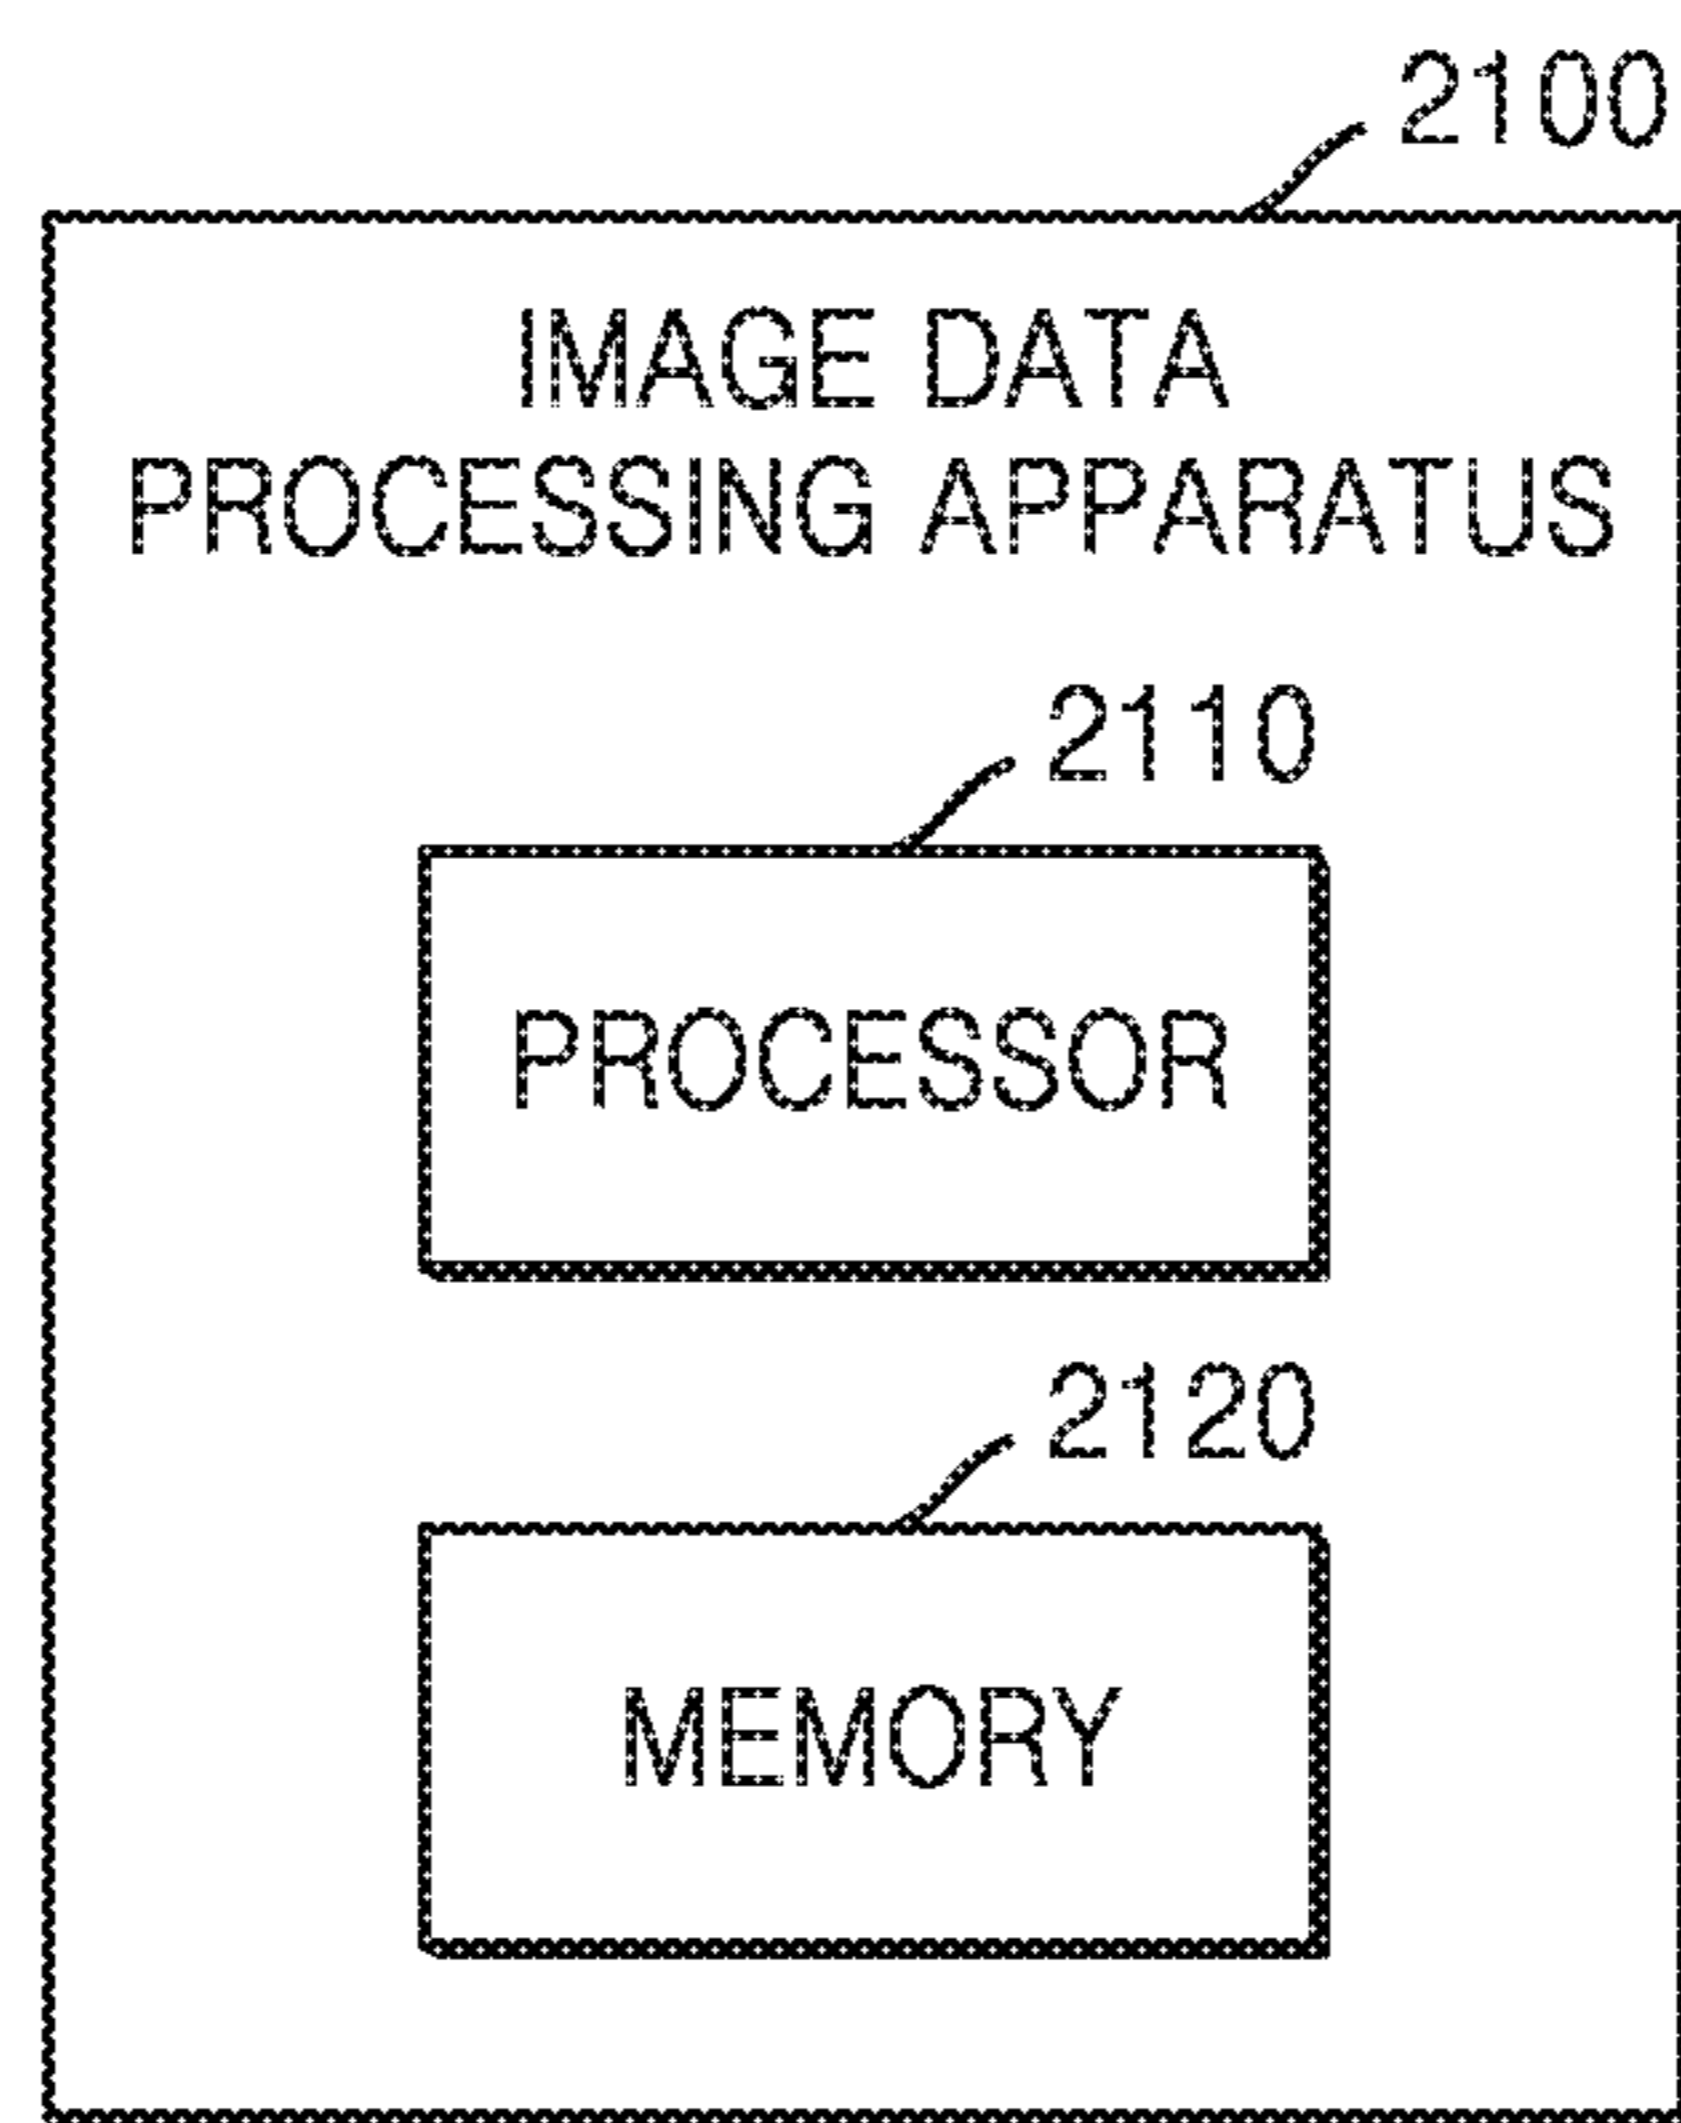 2100
IMAGE DATA
PROCESSING APPARATUS
2110
PROCESSOR
2120
MEMORY